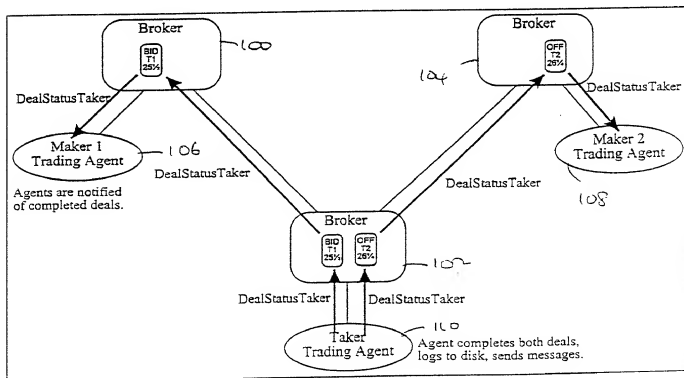 Broker
100
BID
T1
25¼
DealStatusTaker
Maker 1
Trading Agent
106
Agents are notified
of completed deals.
DealStatusTaker
Broker
104
OFF
T2
26¼
DealStatusTaker
Maker 2
Trading Agent
108
DealStatusTaker
Broker
BID
T1
25¼
OFF
T2
26¼
102
DealStatusTaker
DealStatusTaker
Taker
Trading Agent
110
Agent completes both deals,
logs to disk, sends messages.